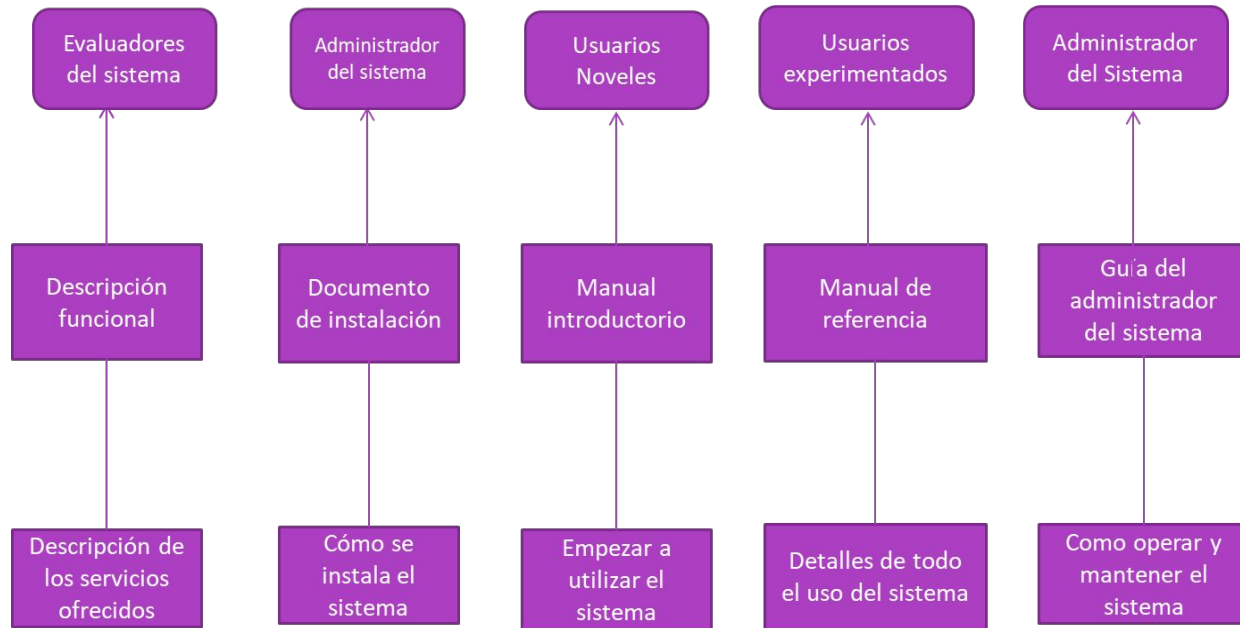 Evaluadores
del sistema
Administrador
del sistema
Usuarios
Noveles
Usuarios
experimentados
Administrador
del Sistema
Descripción
funcional
Documento
de instalación
Manual
introductorio
Manual de
referencia
Guía del
administrador
del sistema
Descripción de
los servicios
ofrecidos
Cómo se
instala el
sistema
Empezar a
utilizar el
sistema
Detalles de todo
el uso del sistema
Como operar y
mantener el
sistema